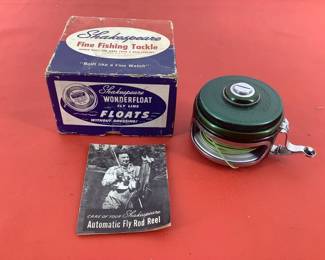 Shakespeare
Fine Fishing Tackle
"Built like a Fine Watch"
Shakespeare
WONDERFLOAT
FLY LINE
FLOATS
WITHOUT DRESSING!
CARE OF YOUR Shakespeare
Automatic Fly Rod Reel